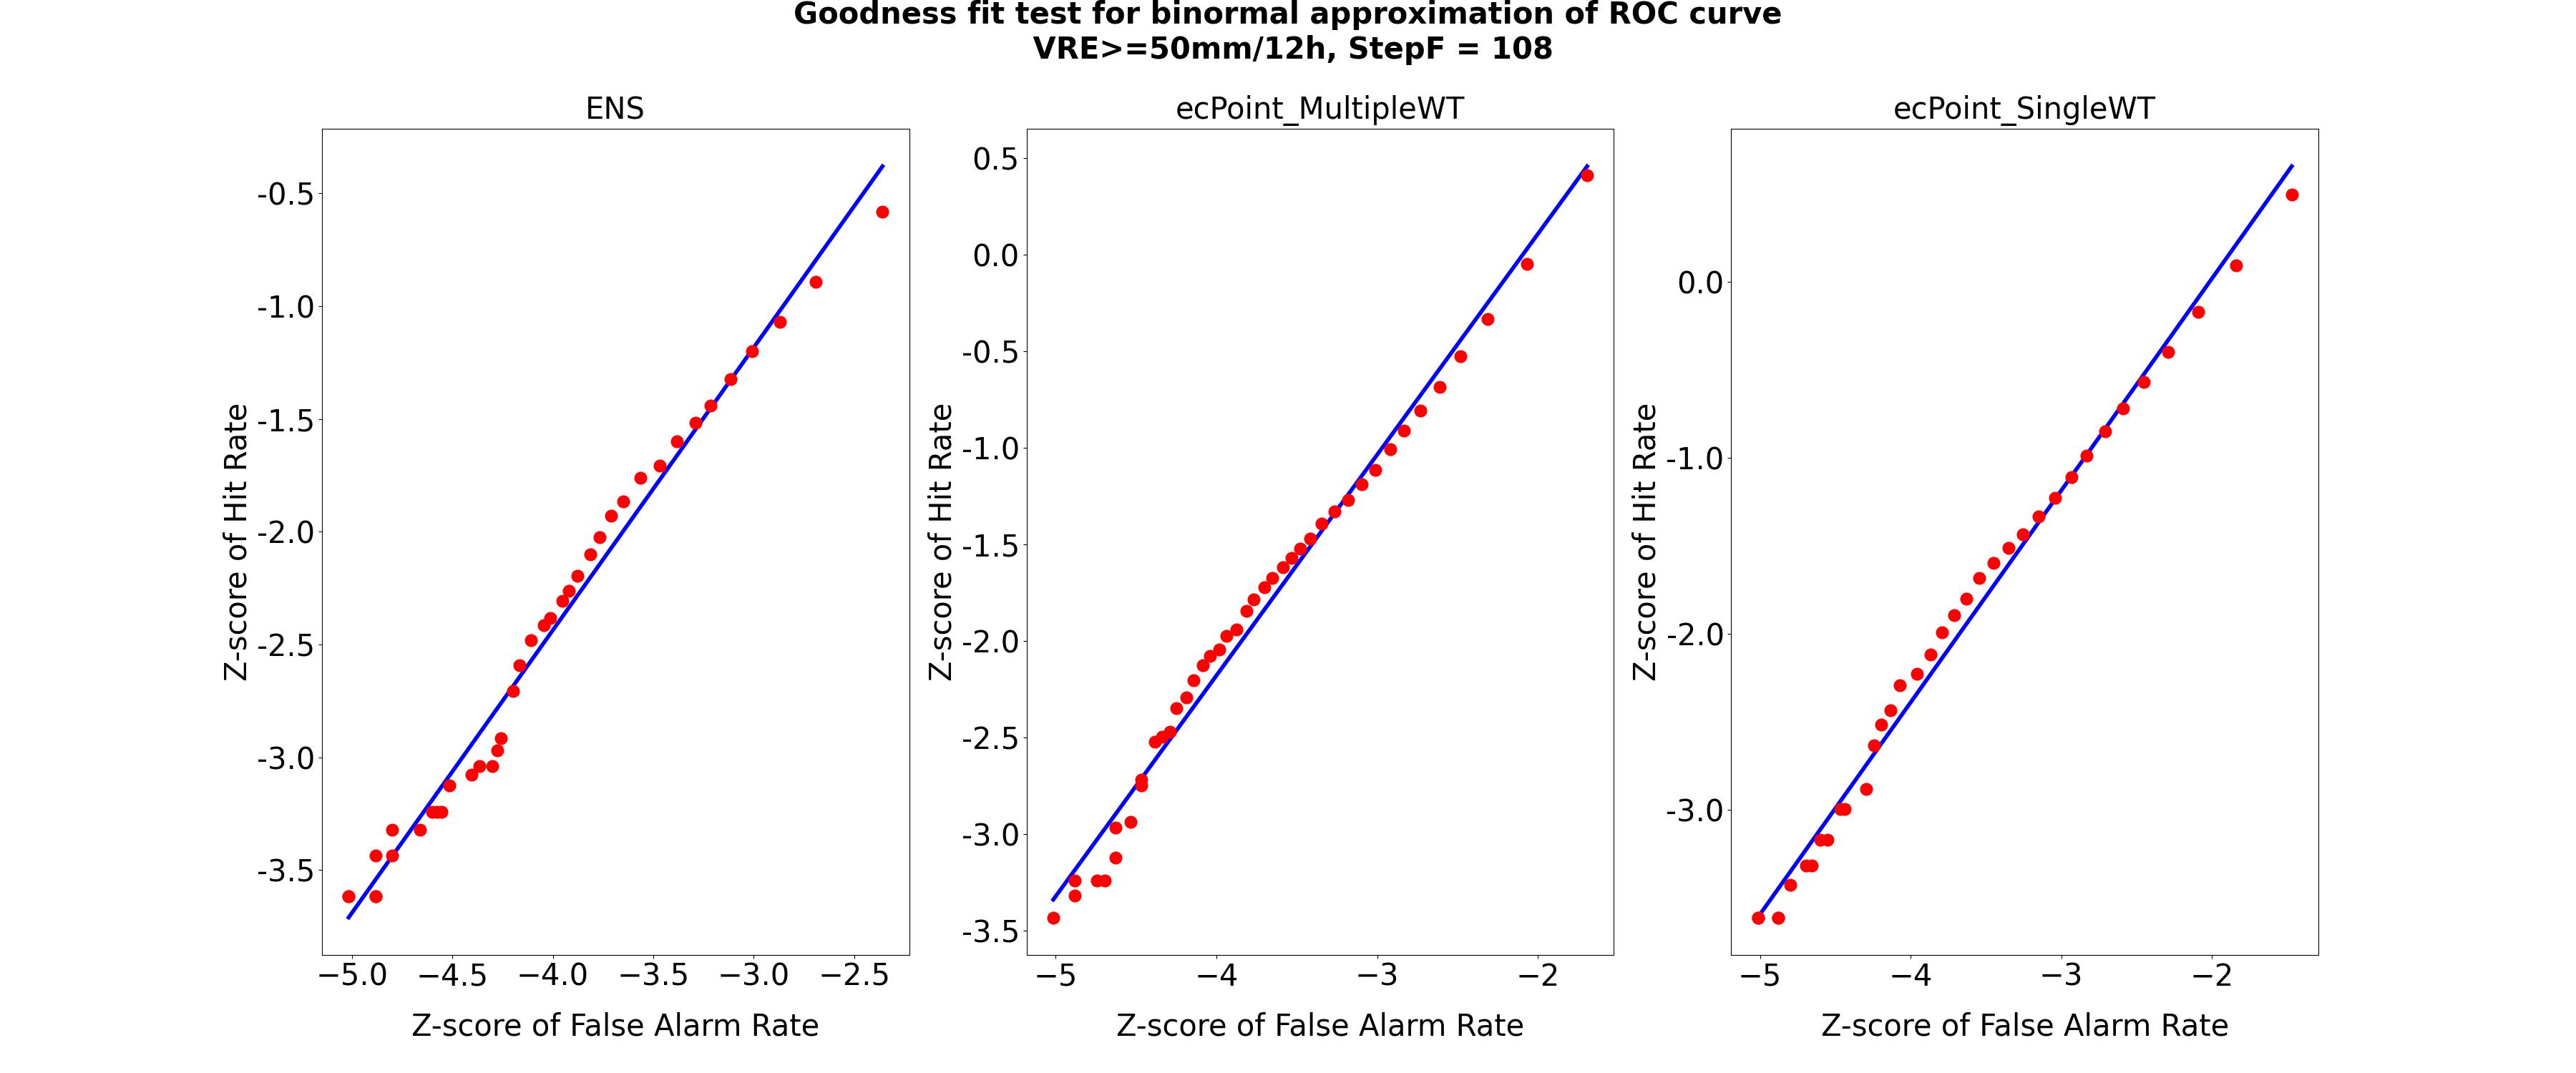 Goodness fit test for binormal approximation of ROC curve
VRE>=50mm/12h, StepF = 108
ENS
Z-score of Hit Rate
-0.5
-1.0
-1.5
-2.0
-2.5
-3.0
-3.5
−5.0 −4.5 −4.0 −3.5 −3.0 −2.5
Z-score of False Alarm Rate
ecPoint_MultipleWT
Z-score of Hit Rate
0.5
0.0
-0.5
-1.0
-1.5
-2.0
-2.5
-3.0
-3.5
−5 −4 −3 −2
Z-score of False Alarm Rate
ecPoint_SingleWT
Z-score of Hit Rate
0.0
-1.0
-2.0
-3.0
−5 −4 −3 −2
Z-score of False Alarm Rate